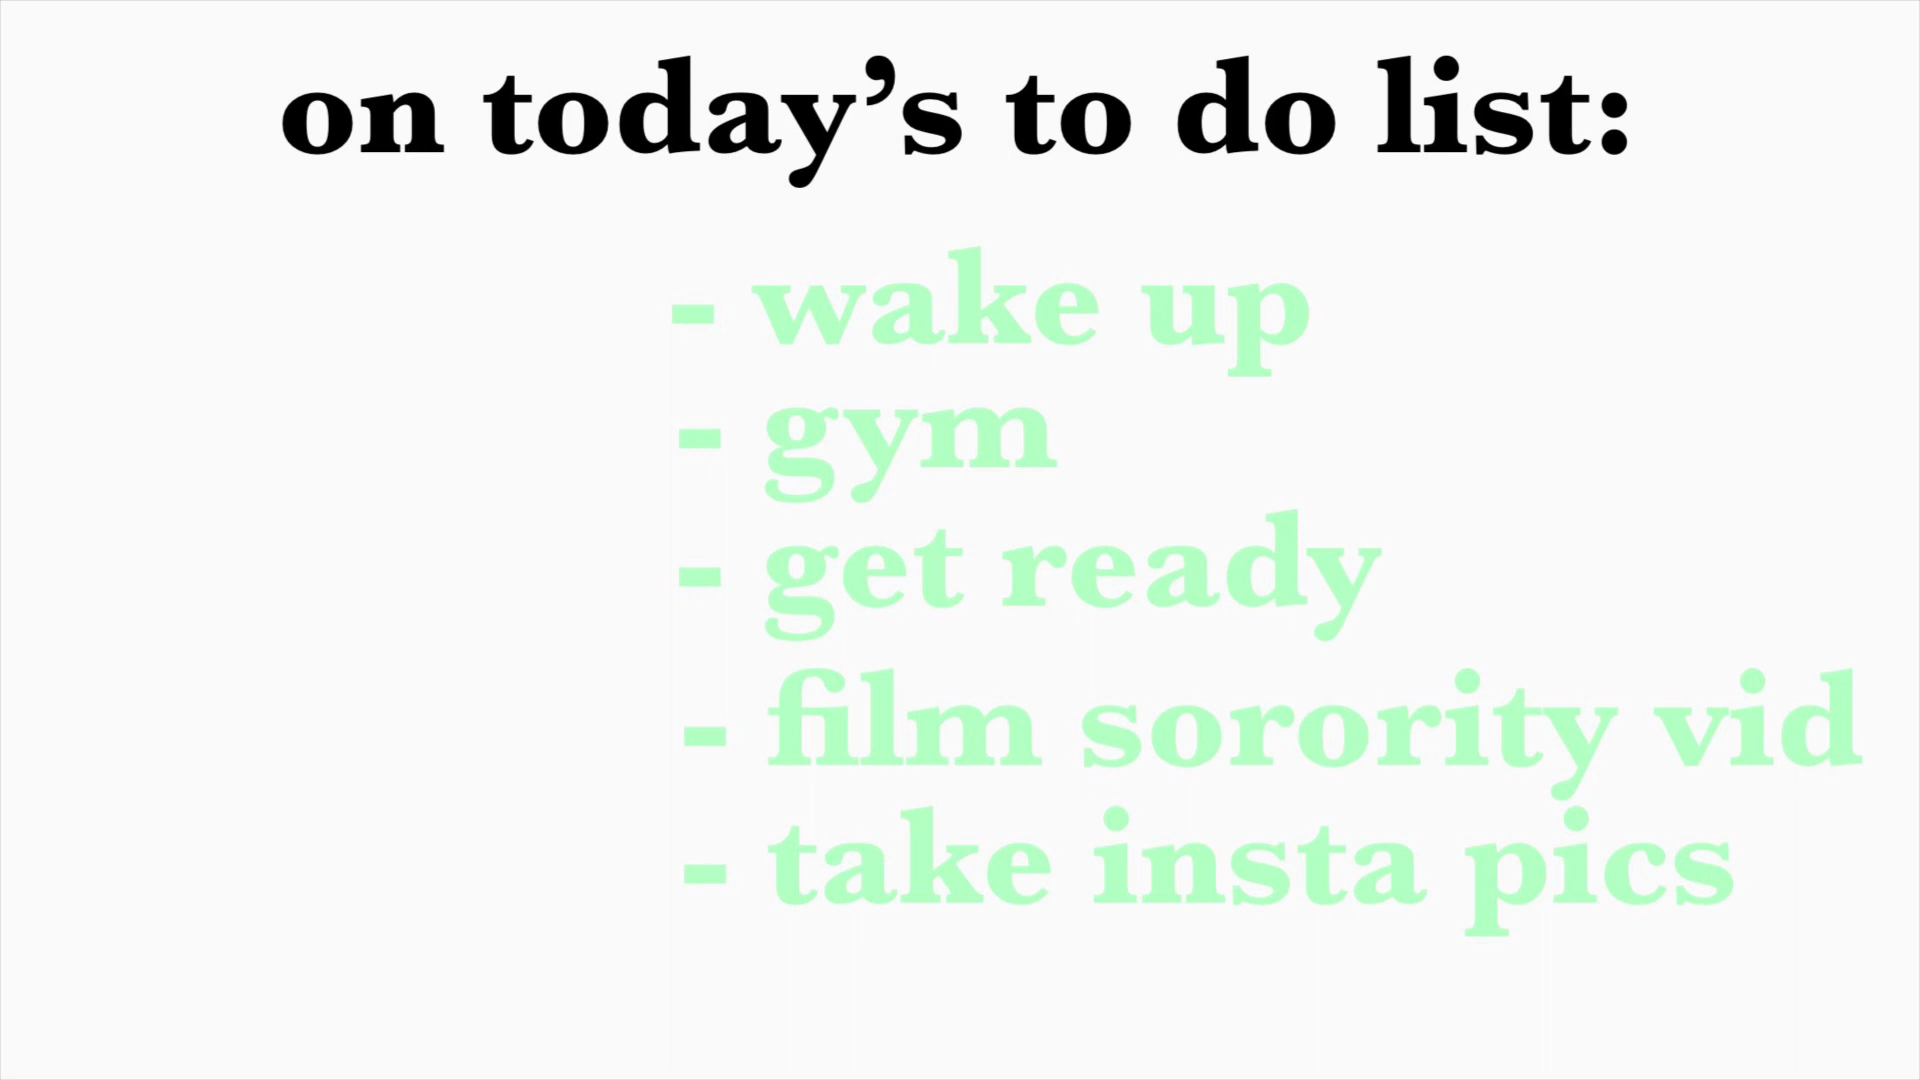 on today’s to do list:
- wake up
- gym
- get ready
- film sorority vid
- take insta pics